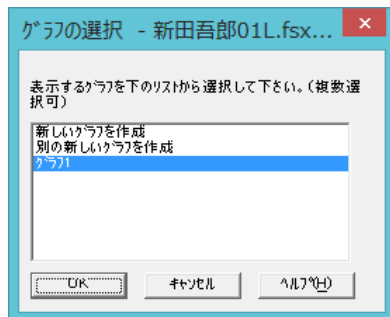 グラフの選択 - 新田吾郎01L.fsx...
表示するグラフを下のリストから選択して下さい。(複数選
択可)
新しいグラフを作成
別の新しいグラフを作成
グラフ1
OK
キャンセル
ヘルプ(H)